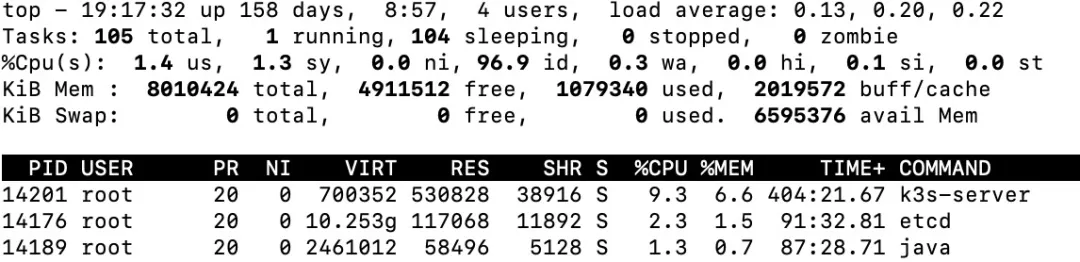 top - 19:17:32 up 158 days,  8:57,  4 users,  load average: 0.13, 0.20, 0.22
Tasks: 105 total,   1 running, 104 sleeping,   0 stopped,   0 zombie
%Cpu(s):  1.4 us,  1.3 sy,  0.0 ni, 96.9 id,  0.3 wa,  0.0 hi,  0.1 si,  0.0 st
KiB Mem :  8010424 total,  4911512 free,  1079340 used,  2019572 buff/cache
KiB Swap:        0 total,        0 free,        0 used.  6595376 avail Mem
  PID USER      PR  NI    VIRT    RES    SHR S  %CPU %MEM     TIME+ COMMAND
14201 root      20   0  700352 530828  38916 S   9.3  6.6 404:21.67 k3s-server
14176 root      20   0 10.253g 117068  11892 S   2.3  1.5  91:32.81 etcd
14189 root      20   0 2461012  58496   5128 S   1.3  0.7  87:28.71 java